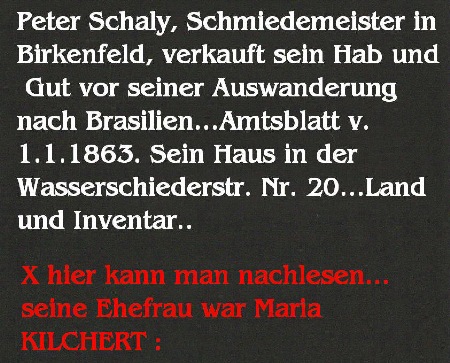 Peter Schaly, Schmiedemeister in
Birkenfeld, verkauft sein Hab und
Gut vor seiner Auswanderung
nach Brasilien...Amtsblatt v.
1.1.1863. Sein Haus in der
Wasserschiederstr. Nr. 20...Land
und Inventar..
X hier kann man nachlesen...
seine Ehefrau war Maria
KILCHERT :